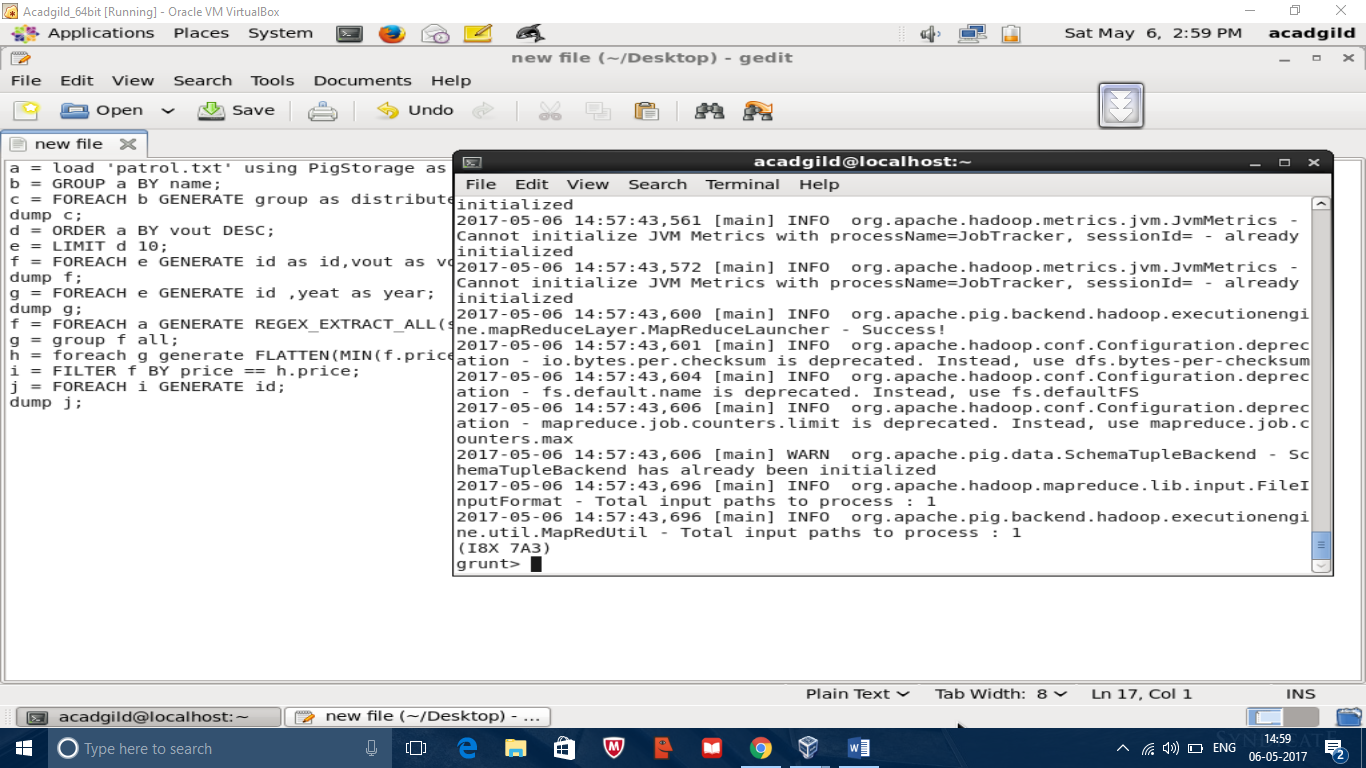 Acadgild_64bit [Running] - Oracle VM VirtualBox
Applications Places System Sat May 6, 2:59 PM acadgild
new file (~/Desktop) - gedit
File Edit View Search Tools Documents Help
Open Save Undo
new file
a = load 'patrol.txt' using PigStorage as
b = GROUP a BY name;
c = FOREACH b GENERATE group as distribute
dump c;
d = ORDER a BY vout DESC;
e = LIMIT d 10;
f = FOREACH e GENERATE id as id,vout as vo
dump f;
g = FOREACH e GENERATE id ,yeat as year;
dump g;
f = FOREACH a GENERATE REGEX_EXTRACT_ALL(s
g = group f all;
h = foreach g generate FLATTEN(MIN(f.price
i = FILTER f BY price == h.price;
j = FOREACH i GENERATE id;
dump j;
acadgild@localhost:~
File Edit View Search Terminal Help
initialized
2017-05-06 14:57:43,561 [main] INFO  org.apache.hadoop.metrics.jvm.JvmMetrics -
Cannot initialize JVM Metrics with processName=JobTracker, sessionId= - already
initialized
2017-05-06 14:57:43,572 [main] INFO  org.apache.hadoop.metrics.jvm.JvmMetrics -
Cannot initialize JVM Metrics with processName=JobTracker, sessionId= - already
initialized
2017-05-06 14:57:43,600 [main] INFO  org.apache.pig.backend.hadoop.executionengi
ne.mapReduceLayer.MapReduceLauncher - Success!
2017-05-06 14:57:43,601 [main] INFO  org.apache.hadoop.conf.Configuration.deprec
ation - io.bytes.per.checksum is deprecated. Instead, use dfs.bytes-per-checksum
2017-05-06 14:57:43,604 [main] INFO  org.apache.hadoop.conf.Configuration.deprec
ation - fs.default.name is deprecated. Instead, use fs.defaultFS
2017-05-06 14:57:43,606 [main] INFO  org.apache.hadoop.conf.Configuration.deprec
ation - mapreduce.job.counters.limit is deprecated. Instead, use mapreduce.job.c
ounters.max
2017-05-06 14:57:43,606 [main] WARN  org.apache.pig.data.SchemaTupleBackend - Sc
hemaTupleBackend has already been initialized
2017-05-06 14:57:43,696 [main] INFO  org.apache.hadoop.mapreduce.lib.input.FileI
nputFormat - Total input paths to process : 1
2017-05-06 14:57:43,696 [main] INFO  org.apache.pig.backend.hadoop.executionengi
ne.util.MapRedUtil - Total input paths to process : 1
(I8X 7A3)
grunt>
Plain Text Tab Width: 8 Ln 17, Col 1 INS
acadgild@localhost:~ new file (~/Desktop) - ...
Type here to search ENG 14:59
06-05-2017 2